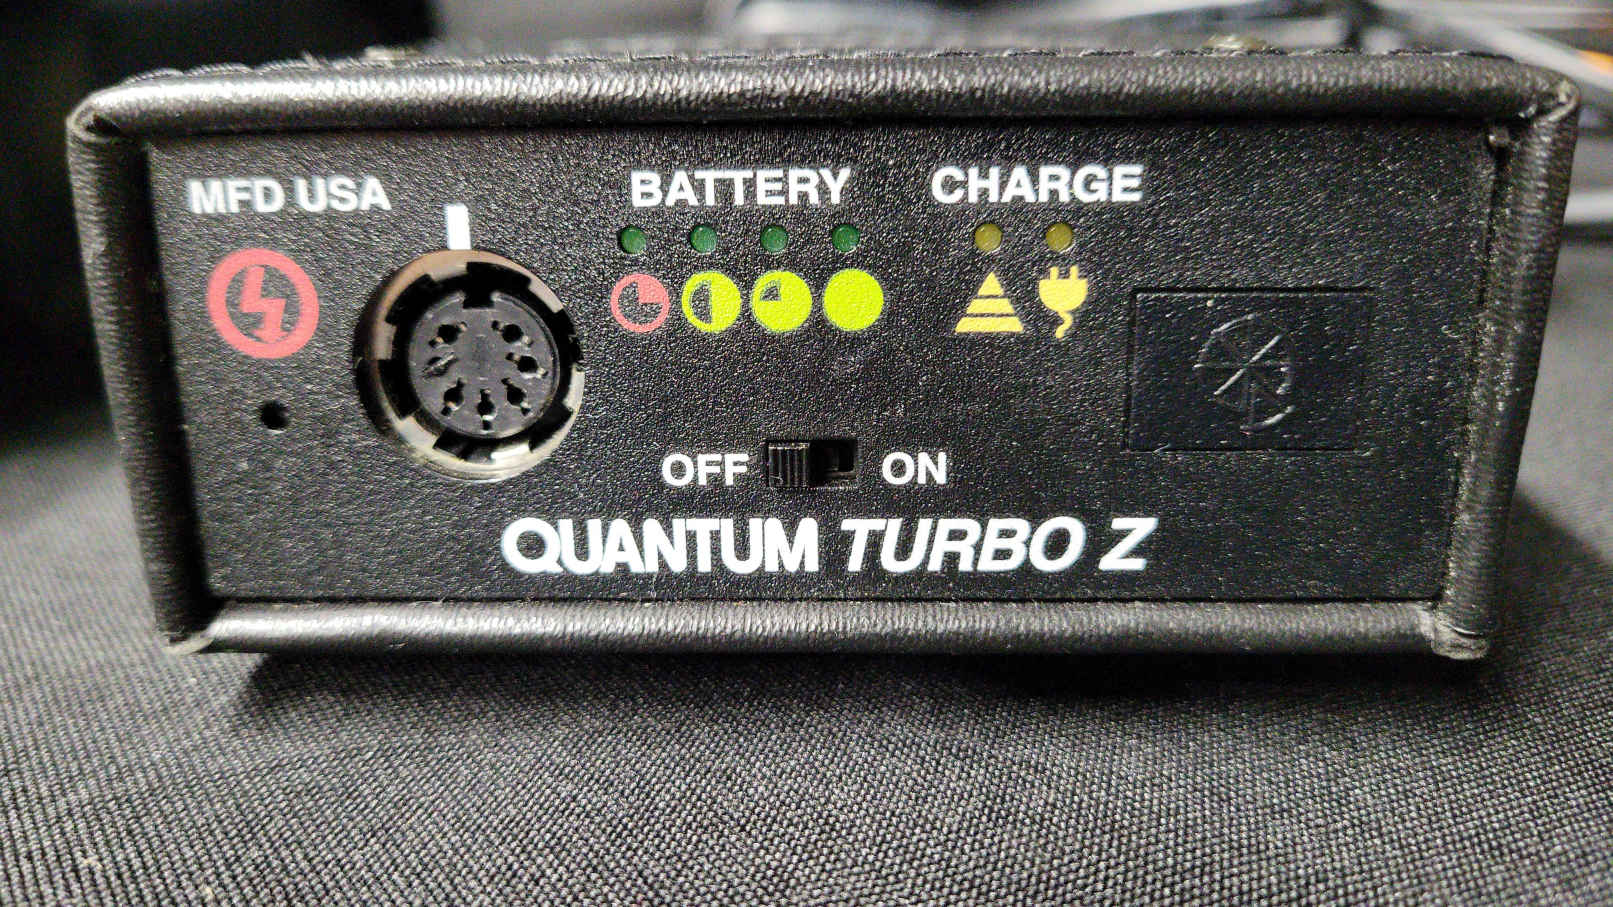 MFD USA
BATTERY
CHARGE
OFF
ON
QUANTUM TURBO Z